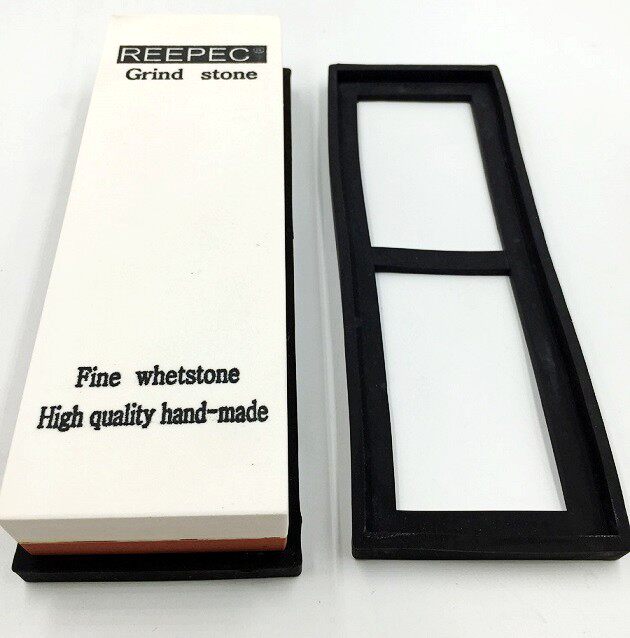 REEPEC®
Grind stone
Fine whetstone
High quality hand-made